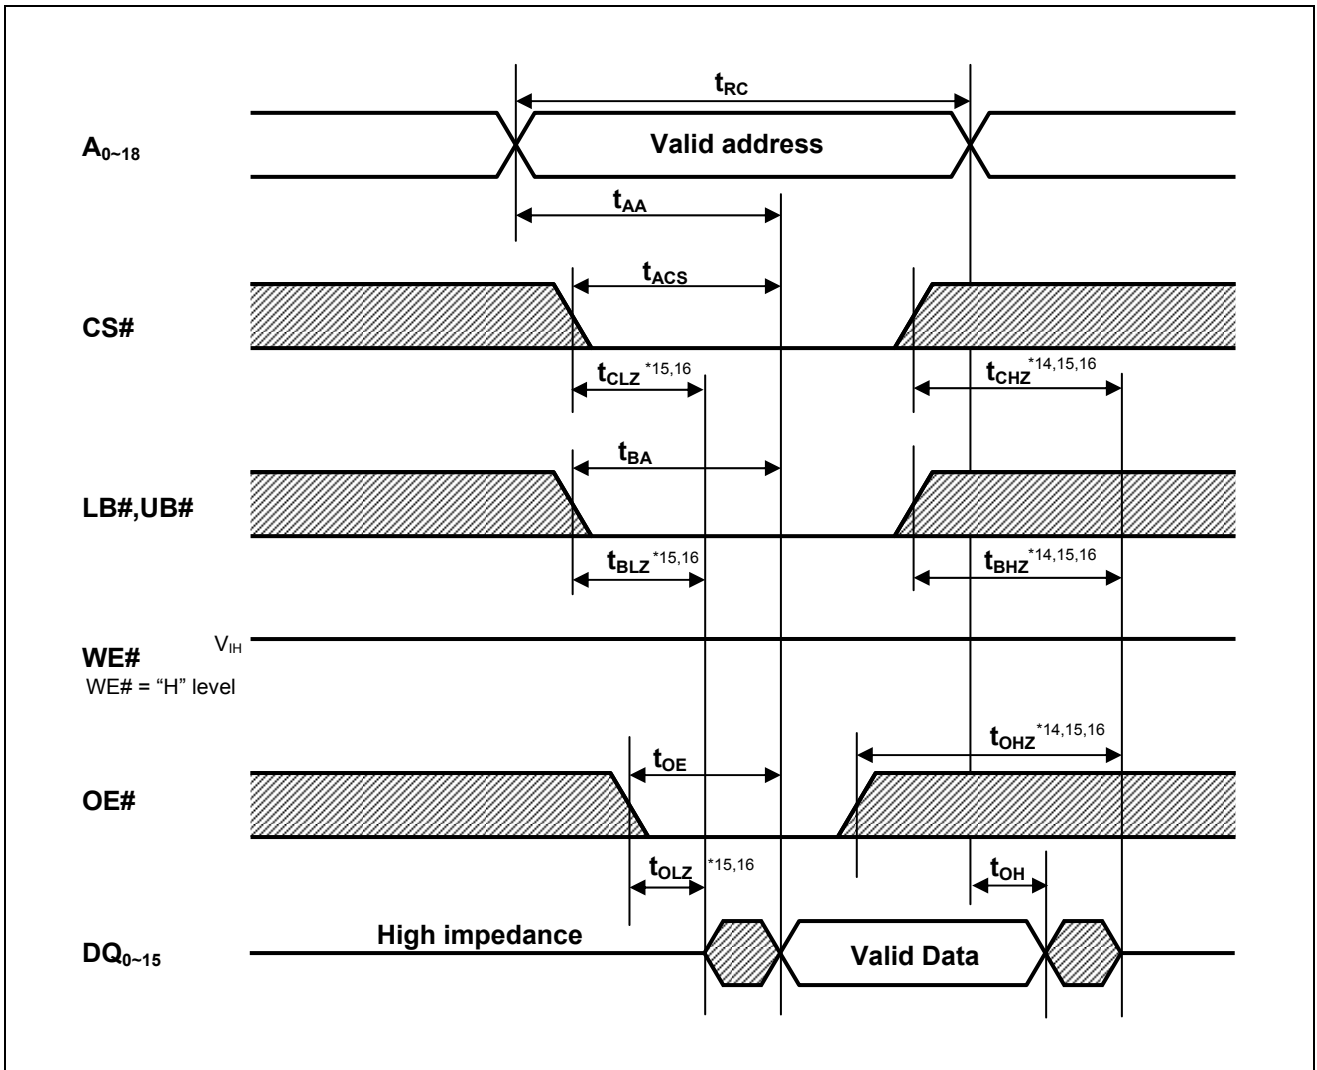 tRC
A0~18
Valid address
tAA
tACS
CS#
tCLZ *15,16
tCHZ *14,15,16
tBA
LB#,UB#
tBLZ *15,16
tBHZ *14,15,16
VIH
WE#
WE# = “H” level
tOHZ *14,15,16
tOE
OE#
tOLZ *15,16
tOH
High impedance
DQ0~15
Valid Data